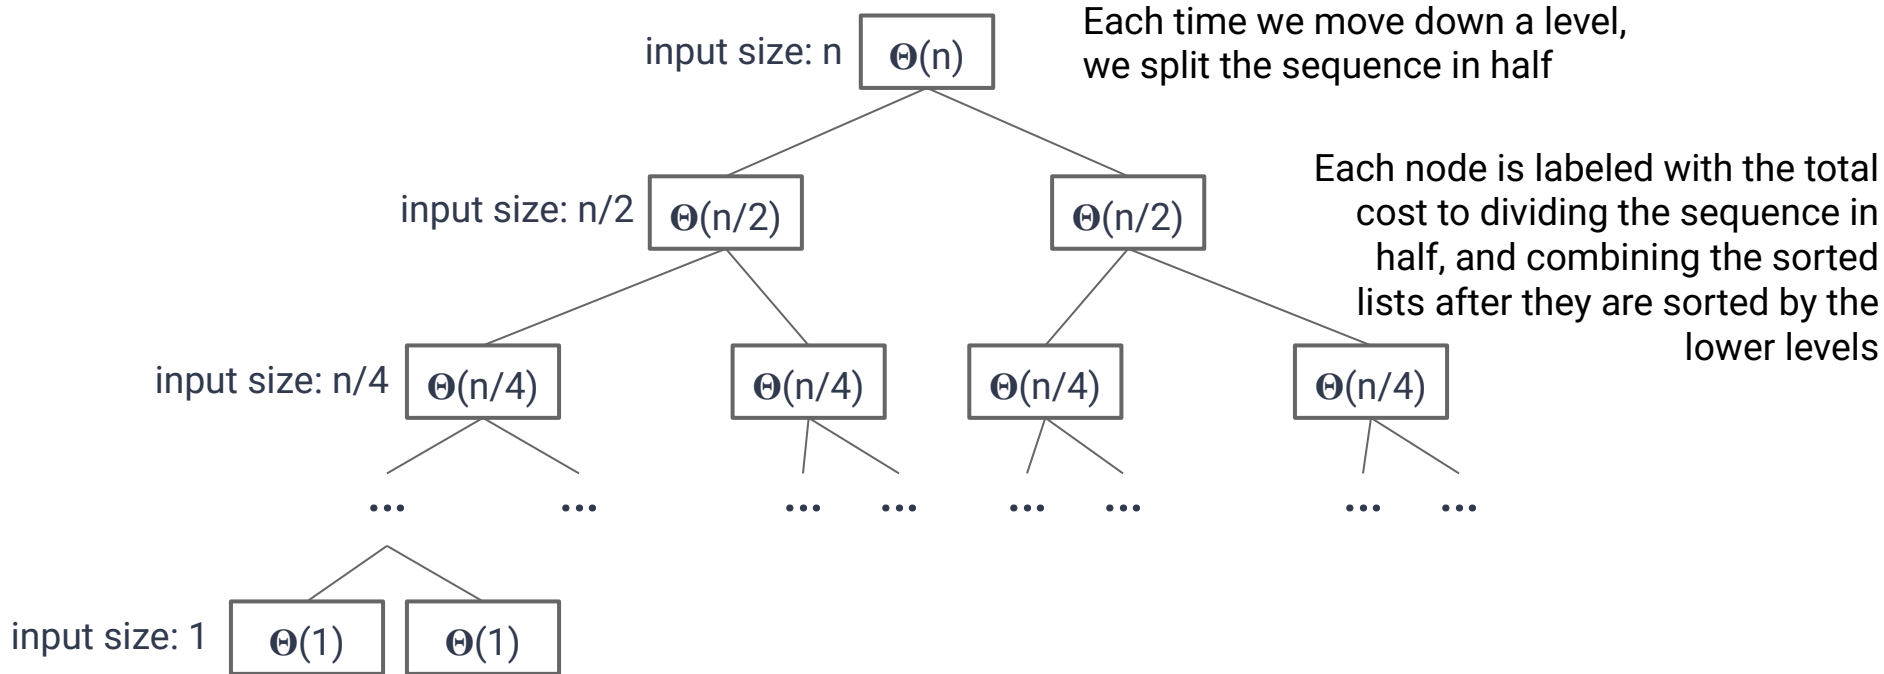 Each time we move down a level,
we split the sequence in half
input size: n
Θ(n)
Each node is labeled with the total
cost to dividing the sequence in
half, and combining the sorted
lists after they are sorted by the
lower levels
input size: n/2
Θ(n/2)
Θ(n/2)
input size: n/4
Θ(n/4)
Θ(n/4)
Θ(n/4)
Θ(n/4)
... ... ... ... ... ... ... ...
input size: 1
Θ(1)
Θ(1)